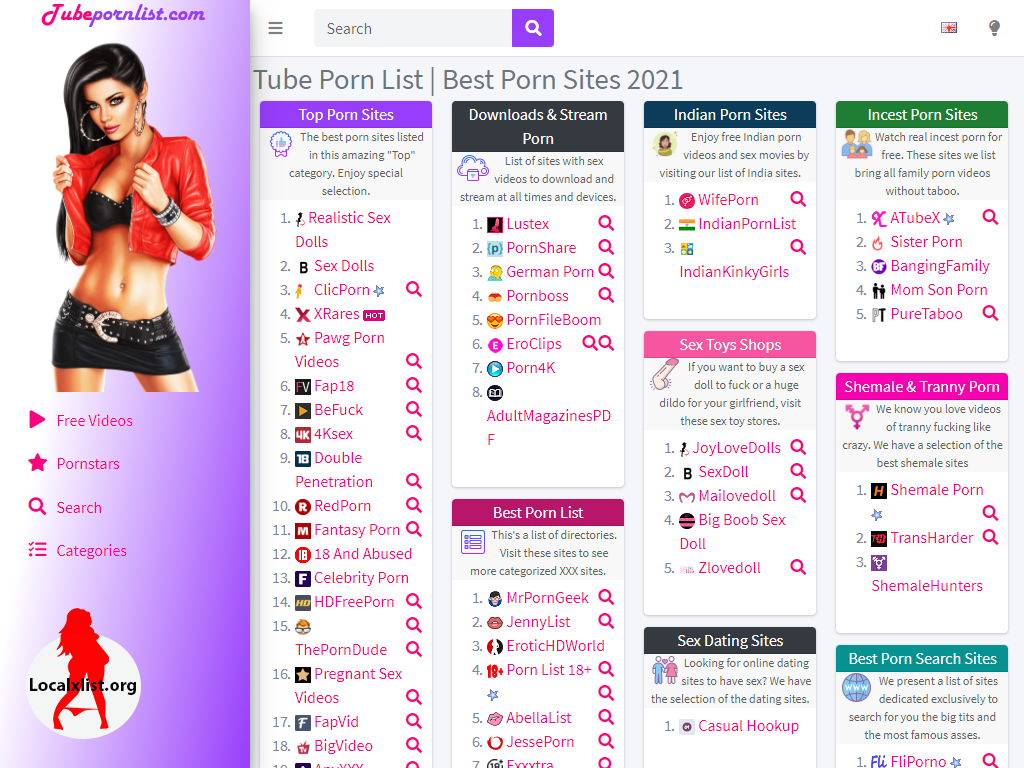 Tubepornlist.com
Free Videos
Pornstars
Search
Categories
Localxlist.org
Search
Tube Porn List | Best Porn Sites 2021
Top Porn Sites
The best porn sites listed
in this amazing "Top"
category. Enjoy special
selection.
1. Realistic Sex
Dolls
2. Sex Dolls
3. ClicPorn
4. XRares HOT
5. Pawg Porn
Videos
6. Fap18
7. BeFuck
8. 4Ksex
9. Double
Penetration
10. RedPorn
11. Fantasy Porn
12. 18 And Abused
13. Celebrity Porn
14. HDFreePorn
15.
ThePornDude
16. Pregnant Sex
Videos
17. FapVid
18. BigVideo
Downloads & Stream
Porn
List of sites with sex
videos to download and
stream at all times and devices.
1. Lustex
2. PornShare
3. German Porn
4. Pornboss
5. PornFileBoom
6. EroClips
7. Porn4K
8.
AdultMagazinesPD
F
Best Porn List
This's a list of directories.
Visit these sites to see
more categorized XXX sites.
1. MrPornGeek
2. JennyList
3. EroticHDWorld
4. Porn List 18+
5. AbellaList
6. JessePorn
7. Exxxtra
Indian Porn Sites
Enjoy free Indian porn
videos and sex movies by
visiting our list of India sites.
1. WifePorn
2. IndianPornList
3.
IndianKinkyGirls
Sex Toys Shops
If you want to buy a sex
doll to fuck or a huge
dildo for your girlfriend, visit
these sex toy stores.
1. JoyLoveDolls
2. SexDoll
3. Mailovedoll
4. Big Boob Sex
Doll
5. Zlovedoll
Sex Dating Sites
Looking for online dating
sites to have sex? We have
the selection of the dating sites.
1. Casual Hookup
Incest Porn Sites
Watch real incest porn for
free. These sites we list
bring all family porn videos
without taboo.
1. ATubeX
2. Sister Porn
3. BangingFamily
4. Mom Son Porn
5. PureTaboo
Shemale & Tranny Porn
We know you love videos
of tranny fucking like
crazy. We have a selection of the
best shemale sites
1. Shemale Porn
2. TransHarder
3.
ShemaleHunters
Best Porn Search Sites
We present a list of sites
dedicated exclusively to
search for you the big tits and
the most famous asses.
1. FliPorno